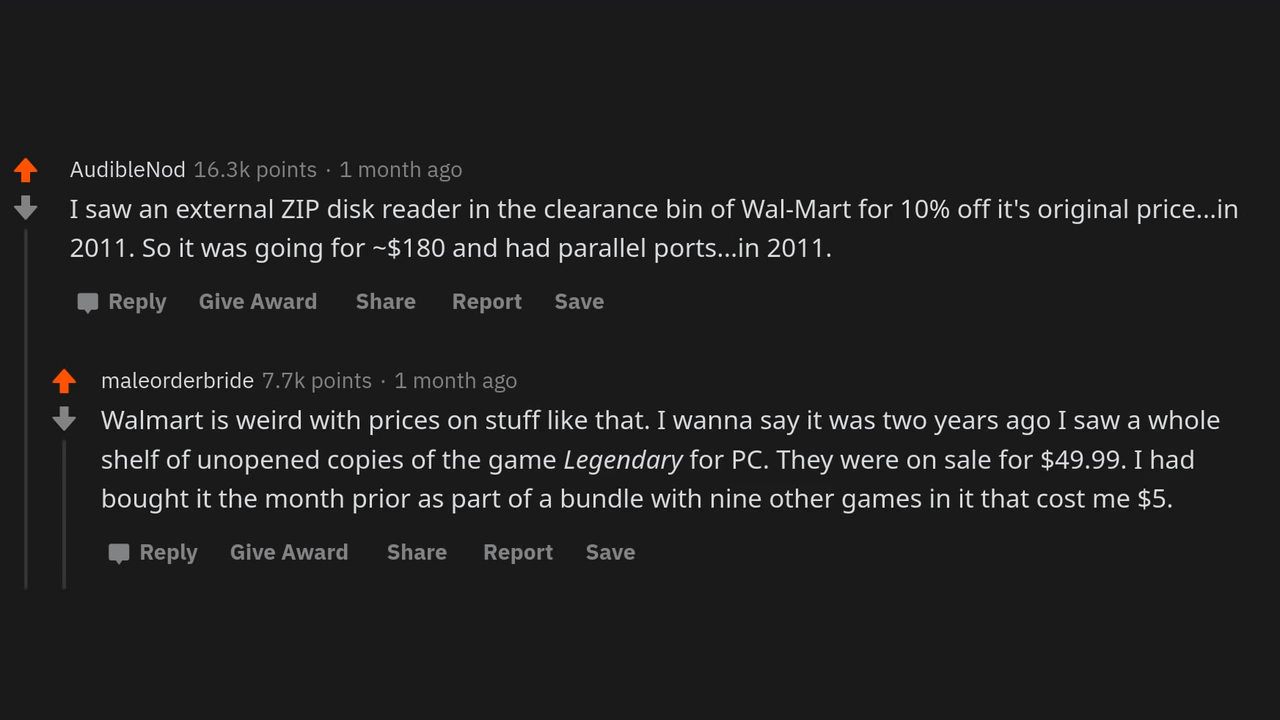 AudibleNod 16.3k points · 1 month ago
I saw an external ZIP disk reader in the clearance bin of Wal-Mart for 10% off it's original price...in
2011. So it was going for ~$180 and had parallel ports...in 2011.
Reply Give Award Share Report Save
maleorderbride 7.7k points · 1 month ago
Walmart is weird with prices on stuff like that. I wanna say it was two years ago I saw a whole
shelf of unopened copies of the game Legendary for PC. They were on sale for $49.99. I had
bought it the month prior as part of a bundle with nine other games in it that cost me $5.
Reply Give Award Share Report Save